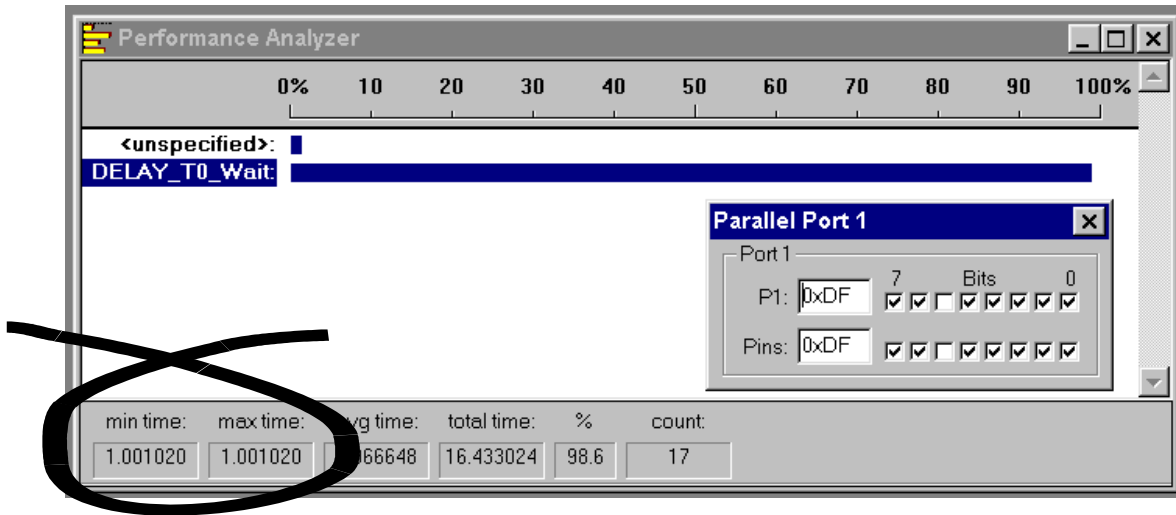 Performance Analyzer
0% 10 20 30 40 50 60 70 80 90 100%
<unspecified>:
DELAY_T0_Wait:
Parallel Port 1
Port 1
7 Bits 0
P1: 0xDF
Pins: 0xDF
min time: max time: time: total time: % count:
1.001020 1.001020 16.433024 98.6 17